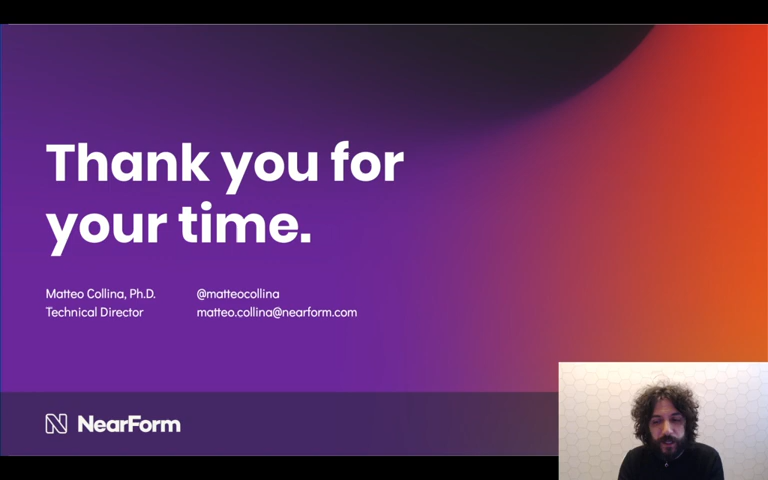 Thank you for
your time.
Matteo Collina, Ph.D.
Technical Director
@matteocollina
matteo.collina@nearform.com
NearForm